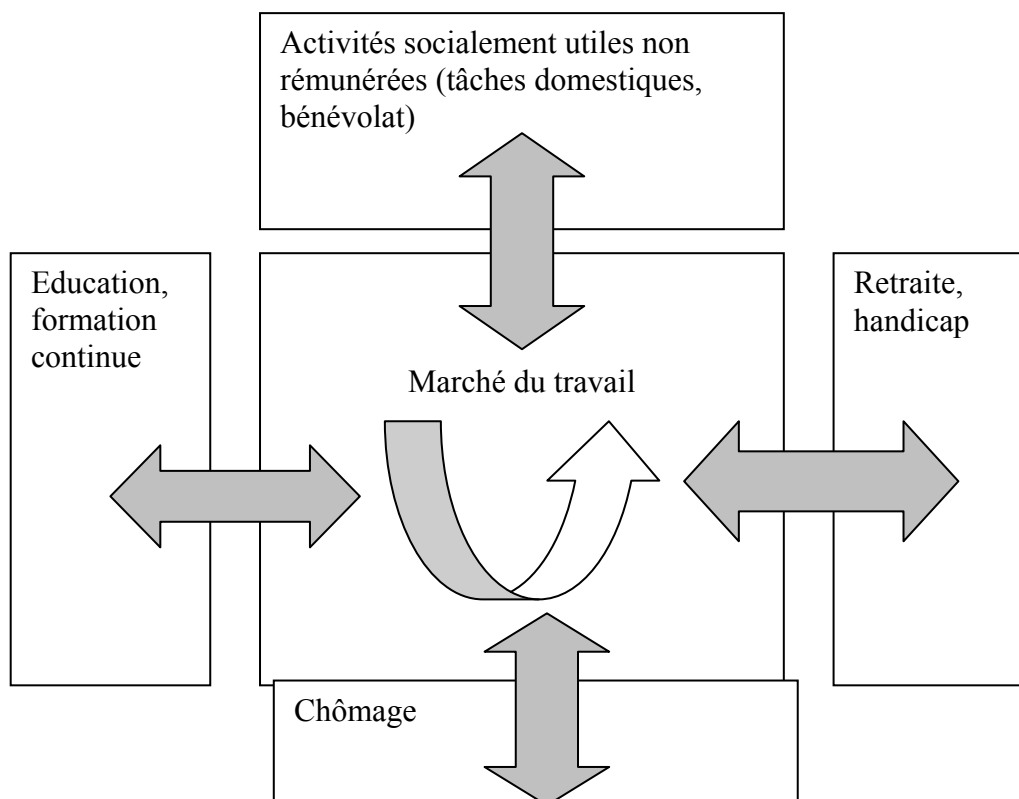 Activités socialement utiles non
rémunérées (tâches domestiques,
bénévolat)
Education,
formation
continue
Retraite,
handicap
Marché du travail
Chômage